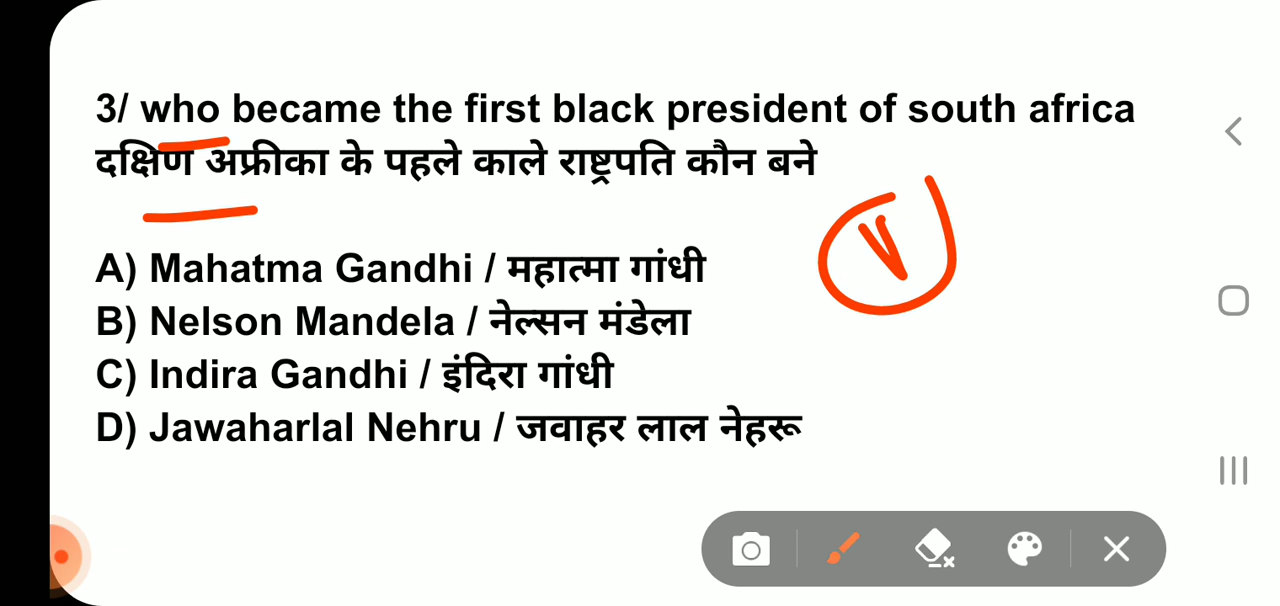 3/ who became the first black president of south africa
दक्षिण अफ्रीका के पहले काले राष्ट्रपति कौन बने
A) Mahatma Gandhi / महात्मा गांधी
B) Nelson Mandela / नेल्सन मंडेला
C) Indira Gandhi / इंदिरा गांधी
D) Jawaharlal Nehru / जवाहर लाल नेहरू